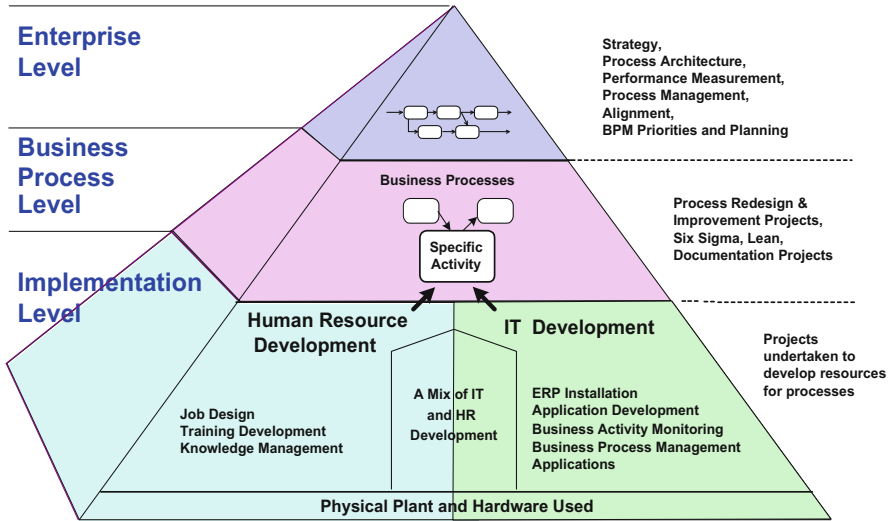 Enterprise
Level
Strategy,
Process Architecture,
Performance Measurement,
Process Management,
Alignment,
BPM Priorities and Planning
Business
Process
Level
Business Processes
Specific
Activity
Process Redesign &
Improvement Projects,
Six Sigma, Lean,
Documentation Projects
Implementation
Level
Human Resource
Development
IT Development
Projects
undertaken to
develop resources
for processes
Job Design
Training Development
Knowledge Management
A Mix of IT
and HR
Development
ERP Installation
Application Development
Business Activity Monitoring
Business Process Management
Applications
Physical Plant and Hardware Used